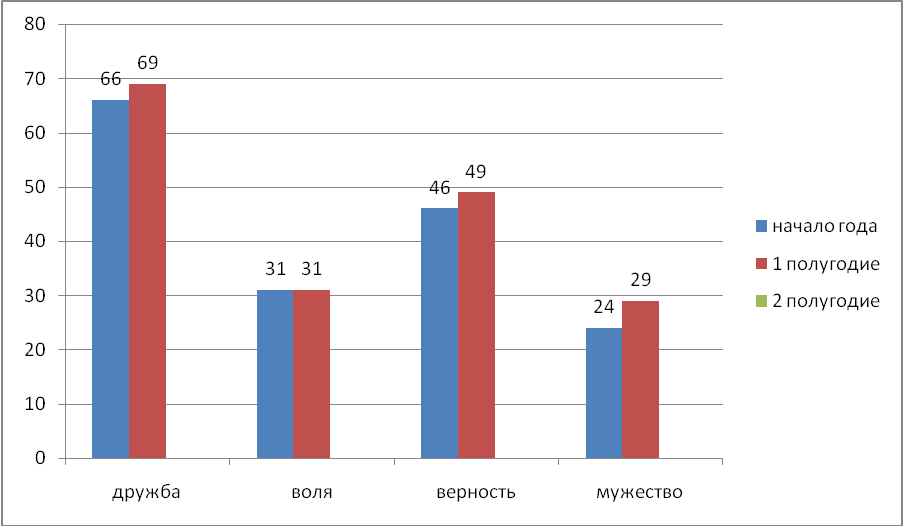 80
70
60
50
40
30
20
10
0
66
69
31
31
46
49
24
29
дружба
воля
верность
мужество
начало года
1 полугодие
2 полугодие